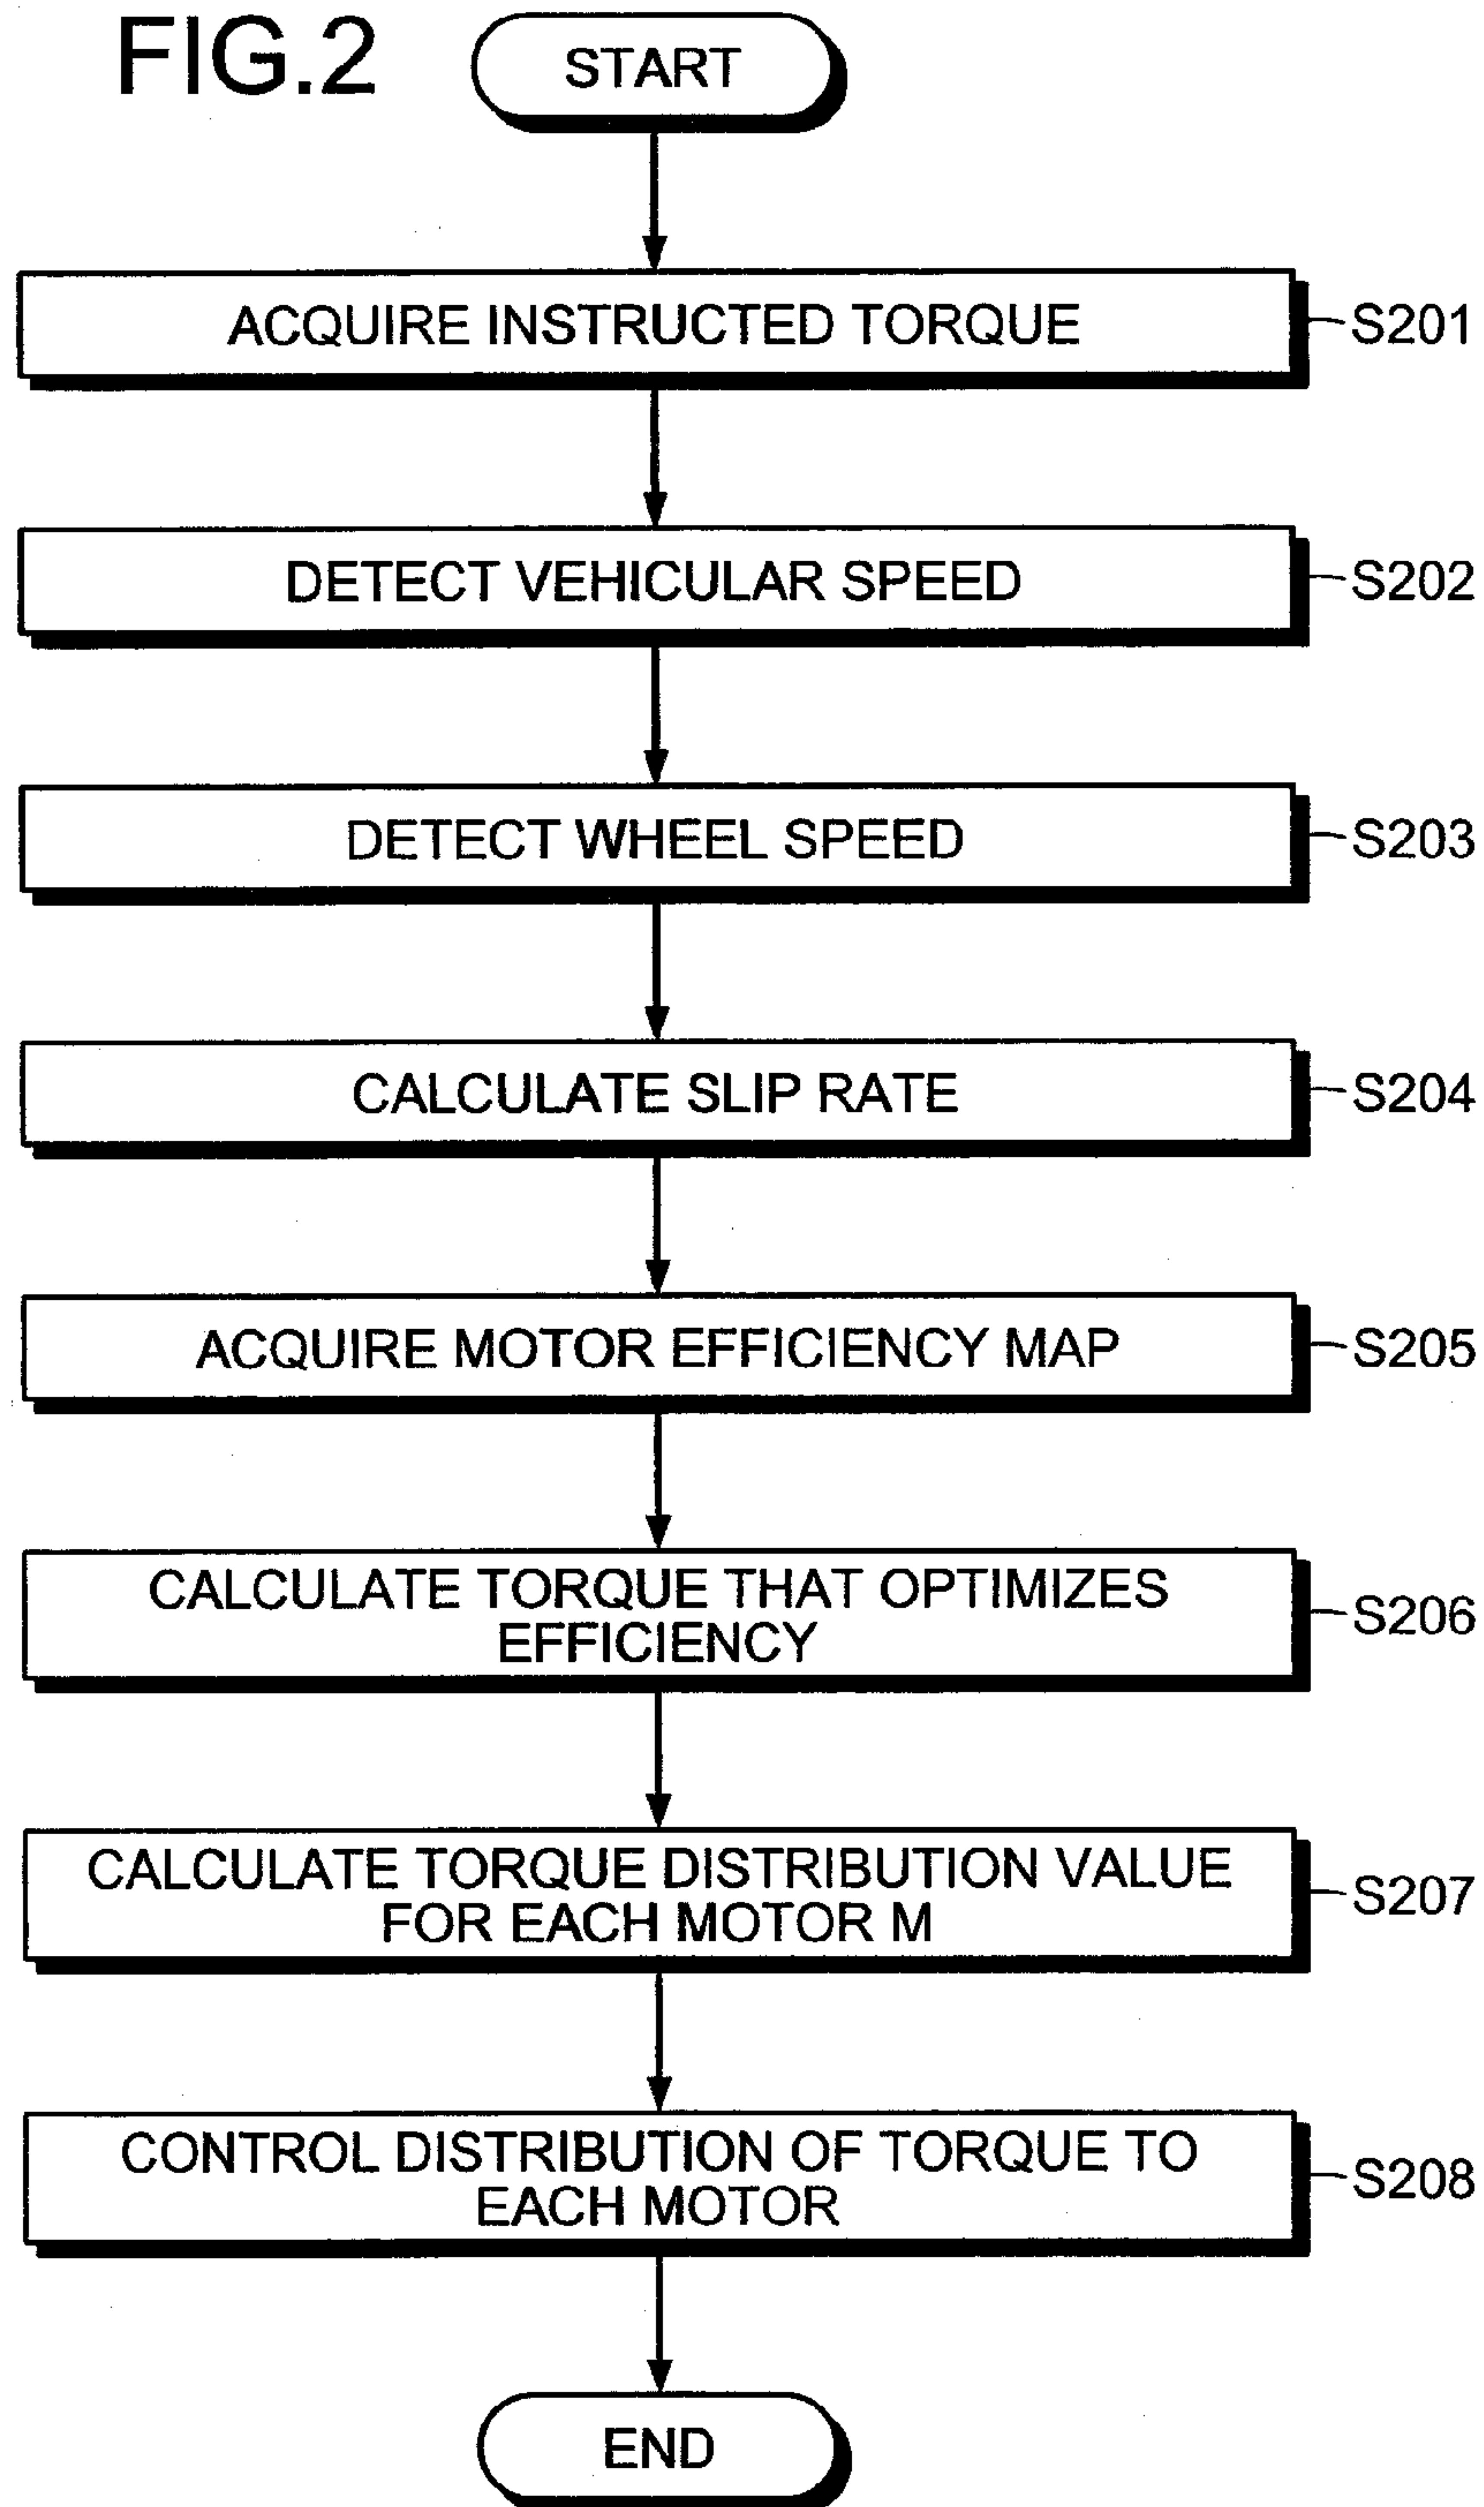 FIG.2
START
ACQUIRE INSTRUCTED TORQUE
S201
DETECT VEHICULAR SPEED
S202
DETECT WHEEL SPEED
S203
CALCULATE SLIP RATE
S204
ACQUIRE MOTOR EFFICIENCY MAP
S205
CALCULATE TORQUE THAT OPTIMIZES
EFFICIENCY
S206
CALCULATE TORQUE DISTRIBUTION VALUE
FOR EACH MOTOR M
S207
CONTROL DISTRIBUTION OF TORQUE TO
EACH MOTOR
S208
END